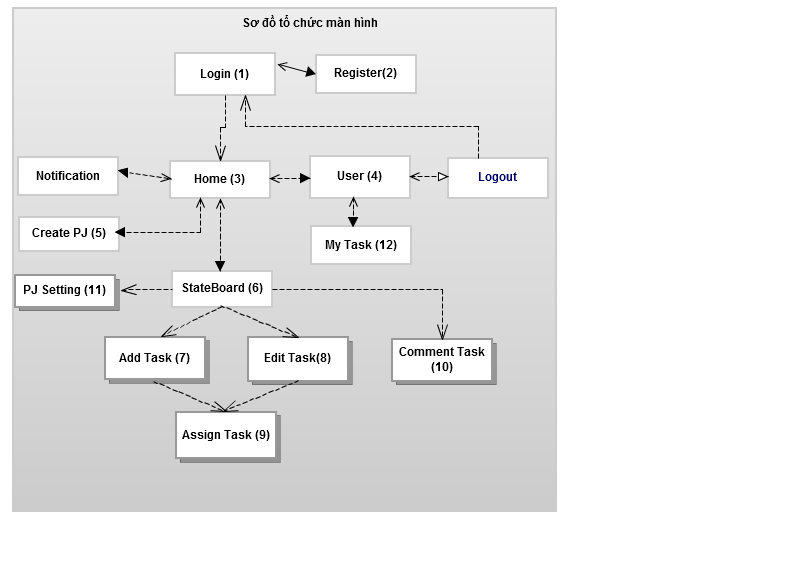 Sơ đồ tổ chức màn hình
Login (1)
Register(2)
Notification
Home (3)
User (4)
Logout
Create PJ (5)
My Task (12)
PJ Setting (11)
StateBoard (6)
Add Task (7)
Edit Task(8)
Comment Task
(10)
Assign Task (9)